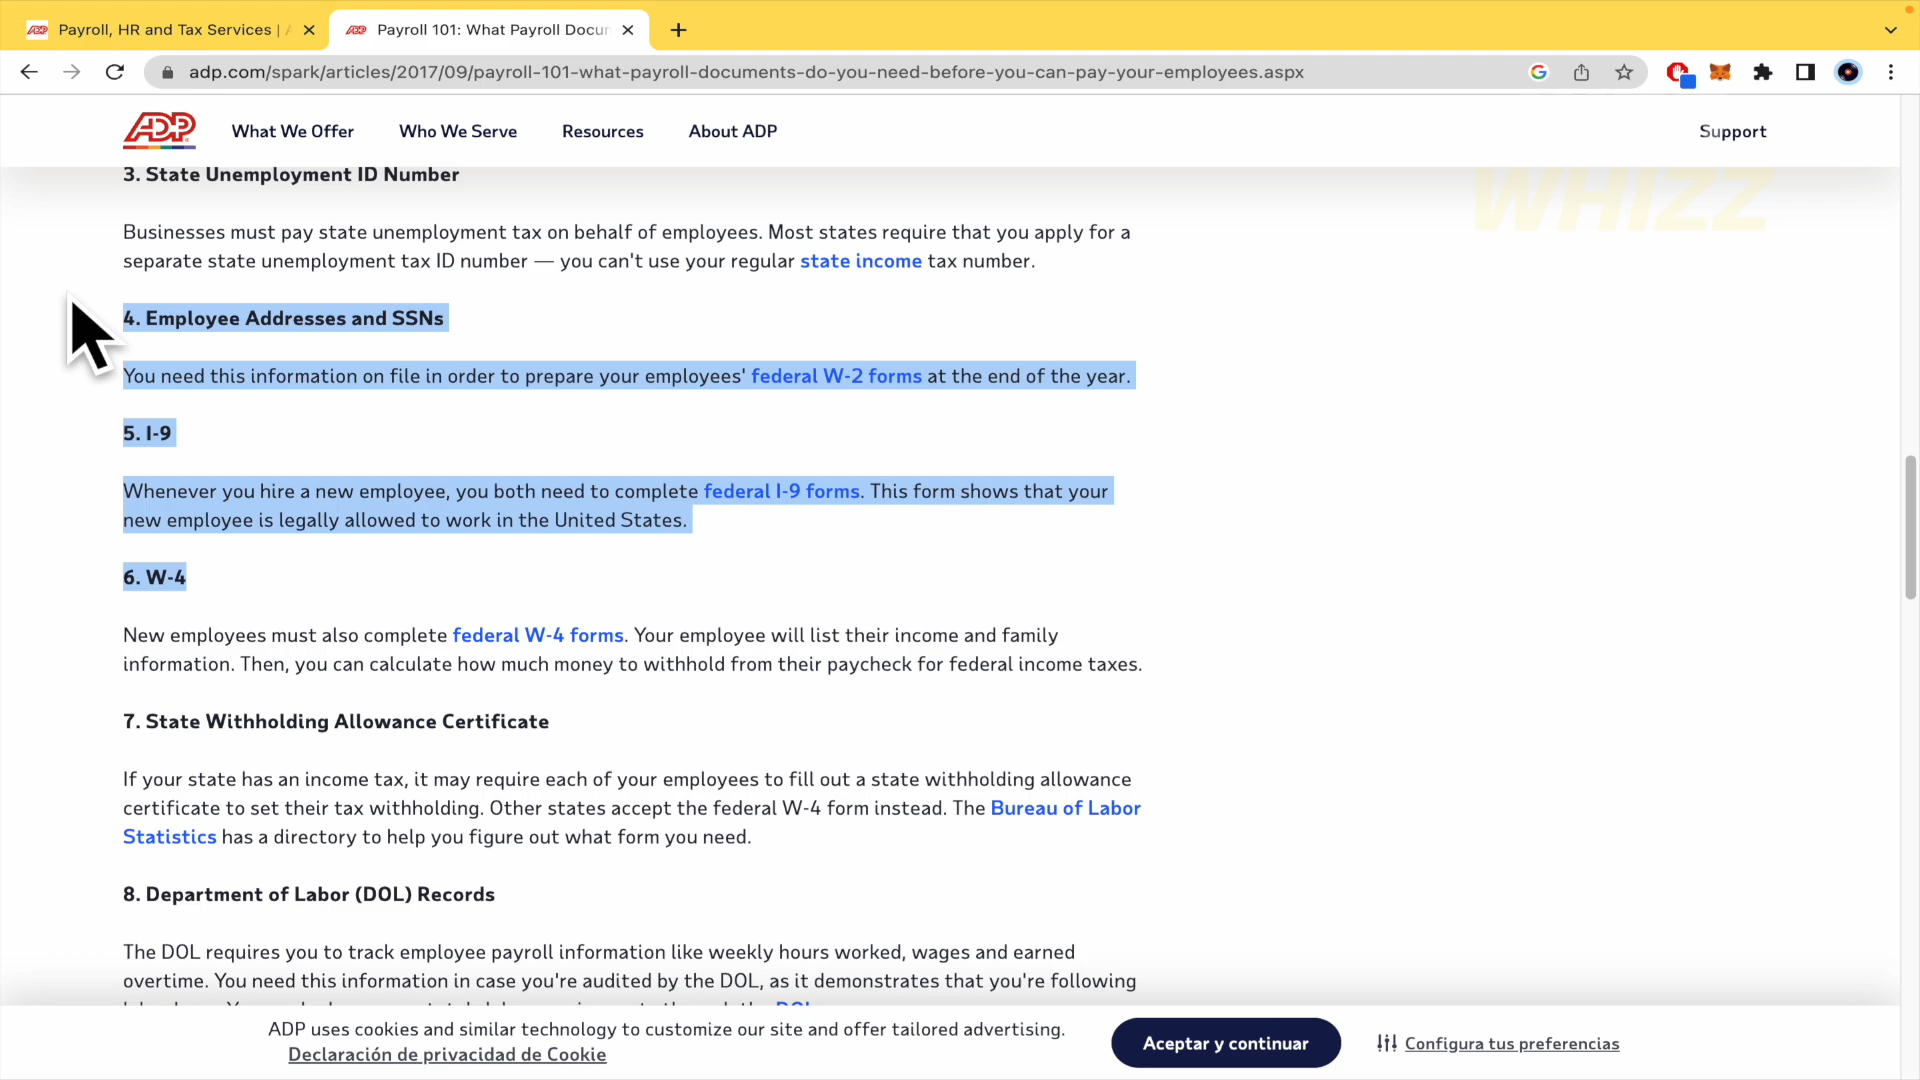 Payroll, HR and Tax Services |
Payroll 101: What Payroll Docu
adp.com/spark/articles/2017/09/payroll-101-what-payroll-documents-do-you-need-before-you-can-pay-your-employees.aspx
ADP
What We Offer
Who We Serve
Resources
About ADP
Support
WHIZZ
3. State Unemployment ID Number
Businesses must pay state unemployment tax on behalf of employees. Most states require that you apply for a
separate state unemployment tax ID number — you can't use your regular state income tax number.
4. Employee Addresses and SSNs
You need this information on file in order to prepare your employees' federal W-2 forms at the end of the year.
5. I-9
Whenever you hire a new employee, you both need to complete federal I-9 forms. This form shows that your
new employee is legally allowed to work in the United States.
6. W-4
New employees must also complete federal W-4 forms. Your employee will list their income and family
information. Then, you can calculate how much money to withhold from their paycheck for federal income taxes.
7. State Withholding Allowance Certificate
If your state has an income tax, it may require each of your employees to fill out a state withholding allowance
certificate to set their tax withholding. Other states accept the federal W-4 form instead. The Bureau of Labor
Statistics has a directory to help you figure out what form you need.
8. Department of Labor (DOL) Records
The DOL requires you to track employee payroll information like weekly hours worked, wages and earned
overtime. You need this information in case you're audited by the DOL, as it demonstrates that you're following
ADP uses cookies and similar technology to customize our site and offer tailored advertising.
Declaración de privacidad de Cookie
Aceptar y continuar
Configura tus preferencias